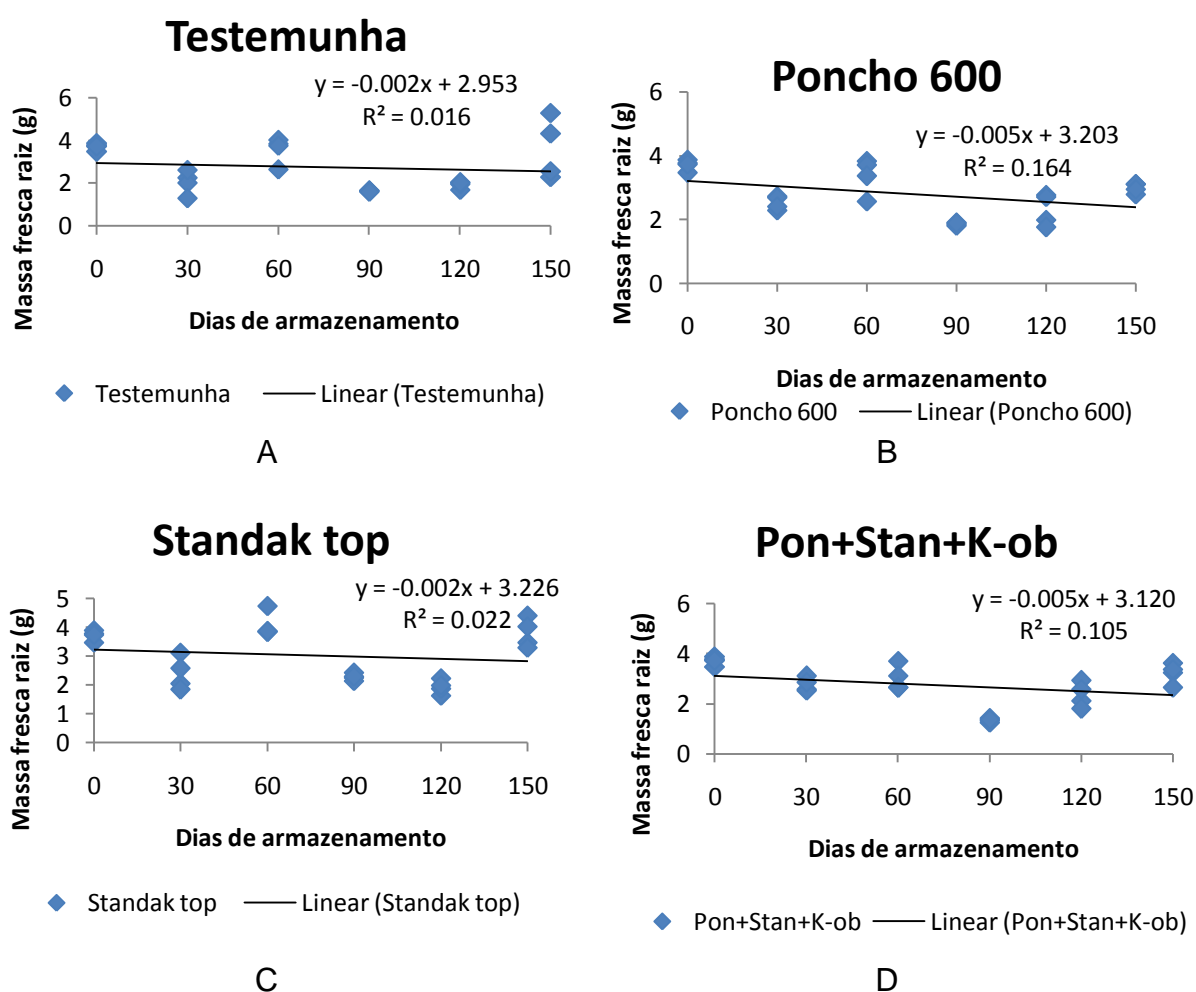 Testemunha
y = -0.002x + 2.953
R² = 0.016
Massa fresca raiz (g)
6
4
2
0
0 30 60 90 120 150
Dias de armazenamento
Testemunha Linear (Testemunha)
A
Poncho 600
y = -0.005x + 3.203
R² = 0.164
Massa fresca raiz (g)
6
4
2
0
0 30 60 90 120 150
Dias de armazenamento
Poncho 600 Linear (Poncho 600)
B
Standak top
y = -0.002x + 3.226
R² = 0.022
Massa fresca raiz (g)
5
4
3
2
1
0
0 30 60 90 120 150
Dias de armazenamento
Standak top Linear (Standak top)
C
Pon+Stan+K-ob
y = -0.005x + 3.120
R² = 0.105
Massa fresca raiz (g)
6
4
2
0
0 30 60 90 120 150
Dias de armazenamento
Pon+Stan+K-ob Linear (Pon+Stan+K-ob)
D